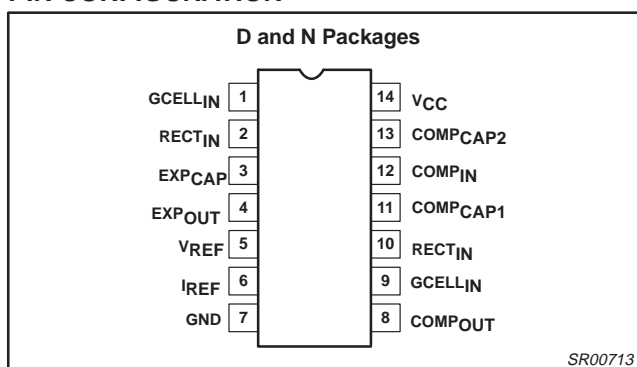 PIN CONFIGURATION
D and N Packages
GCELLIN 1 14 VCC
RECTIN 2 13 COMPCAP2
EXPCAP 3 12 COMPIN
EXPOUT 4 11 COMPCAP1
VREF 5 10 RECTIN
IREF 6 9 GCELLIN
GND 7 8 COMPOUT
SR00713